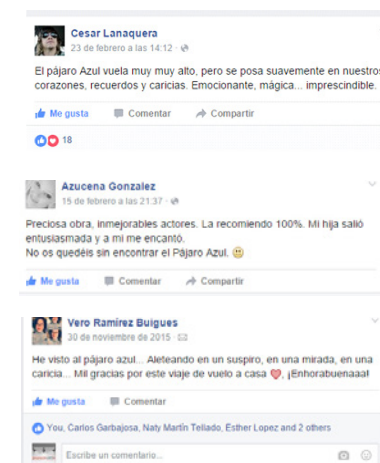 Cesar Lanaquera
23 de febrero a las 14:12 ·
El pájaro Azul vuela muy muy alto, pero se posa suavemente en nuestros
corazones, recuerdos y caricias. Emocionante, mágica... imprescindible.
Me gusta Comentar Compartir
18
Azucena Gonzalez
15 de febrero a las 21:37 ·
Preciosa obra, inmejorables actores. La recomiendo 100%. Mi hija salió
entusiasmada y a mi me encantó.
No os quedéis sin encontrar el Pájaro Azul.
Me gusta Comentar Compartir
Vero Ramírez Buigues
30 de noviembre de 2015 ·
He visto al pájaro azul... Aleteando en un suspiro, en una mirada, en una
caricia... Mil gracias por este viaje de vuelo a casa ❤, ¡Enhorabuenaaa!
Me gusta Comentar
You, Carlos Garbajosa, Naty Martín Tellado, Esther Lopez and 2 others
Escribe un comentario...